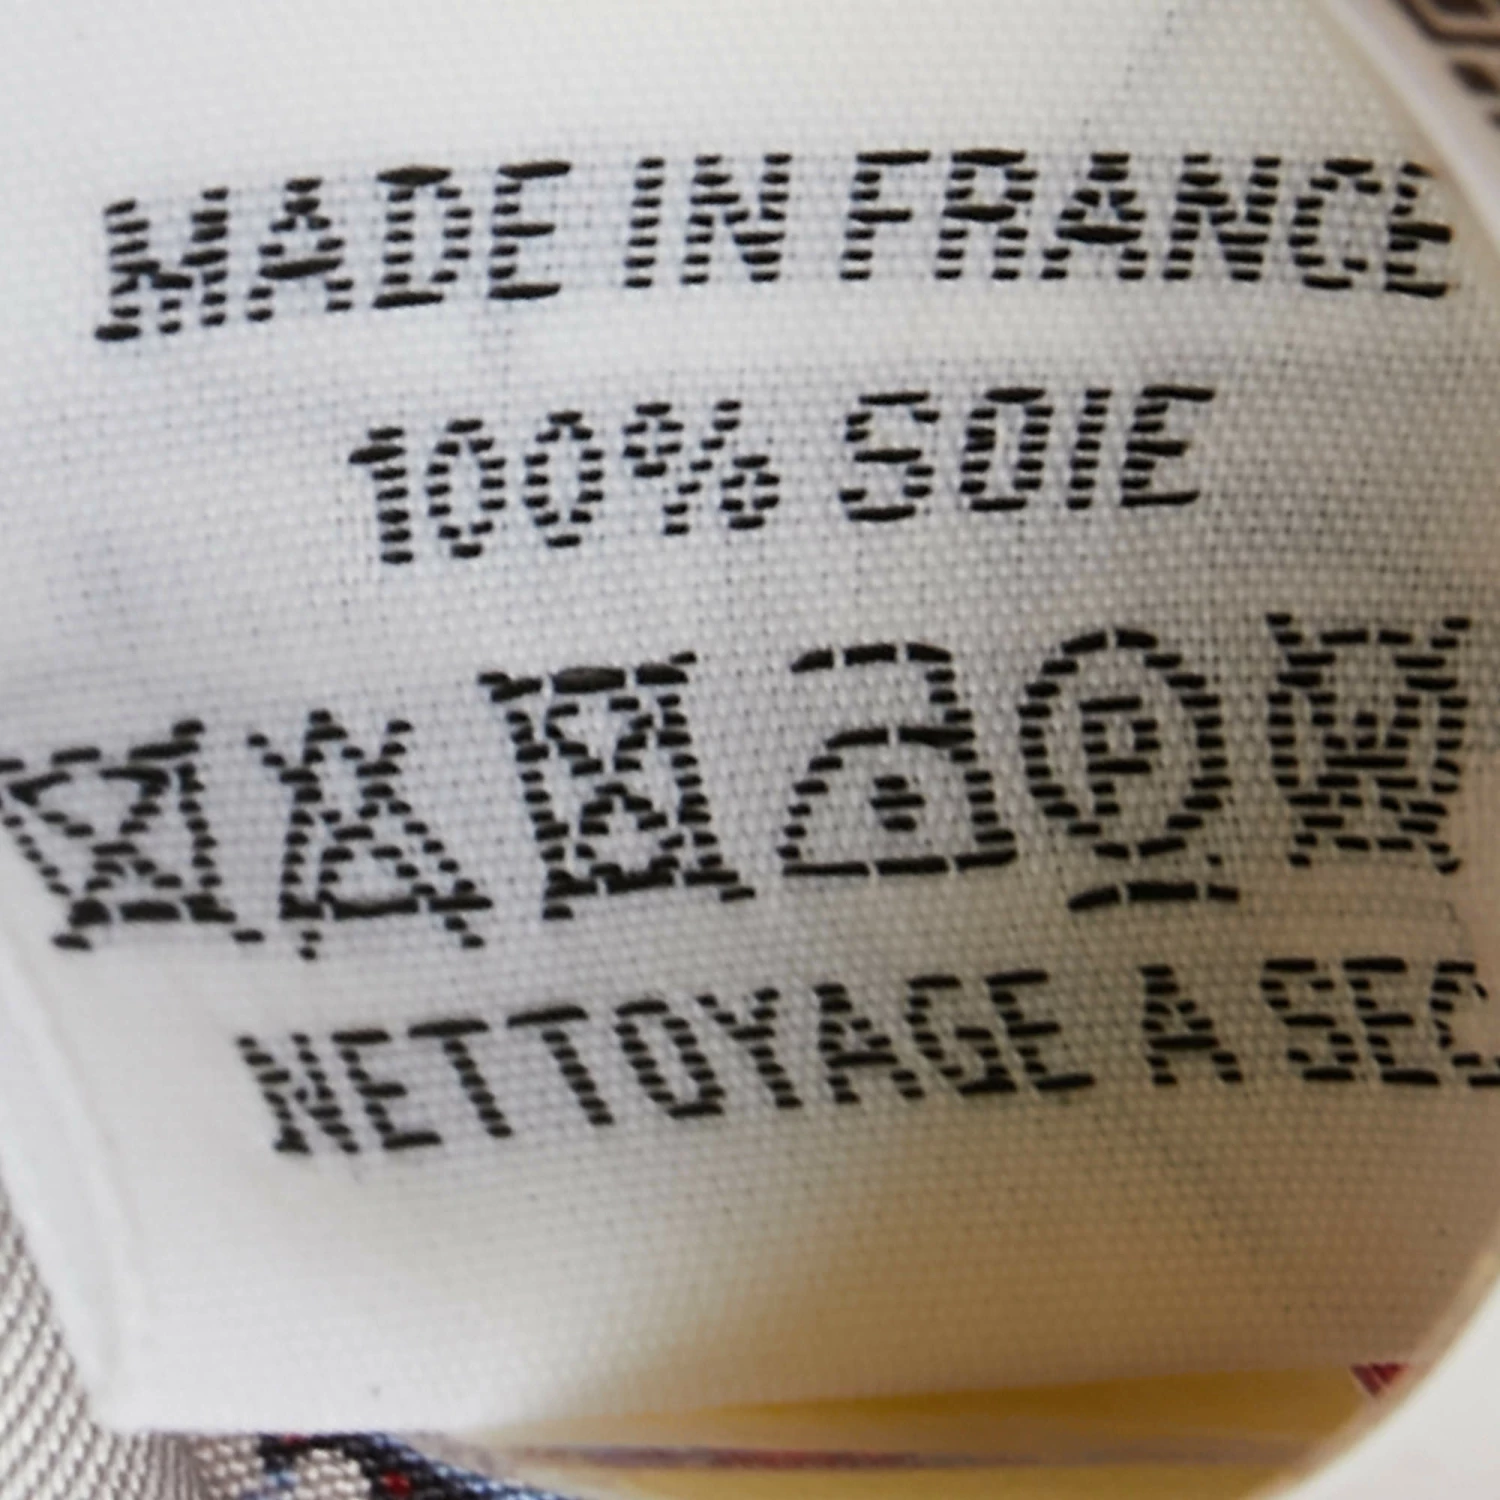 MADE IN FRANCE
100% SOIE
NETTOYAGE A SEC